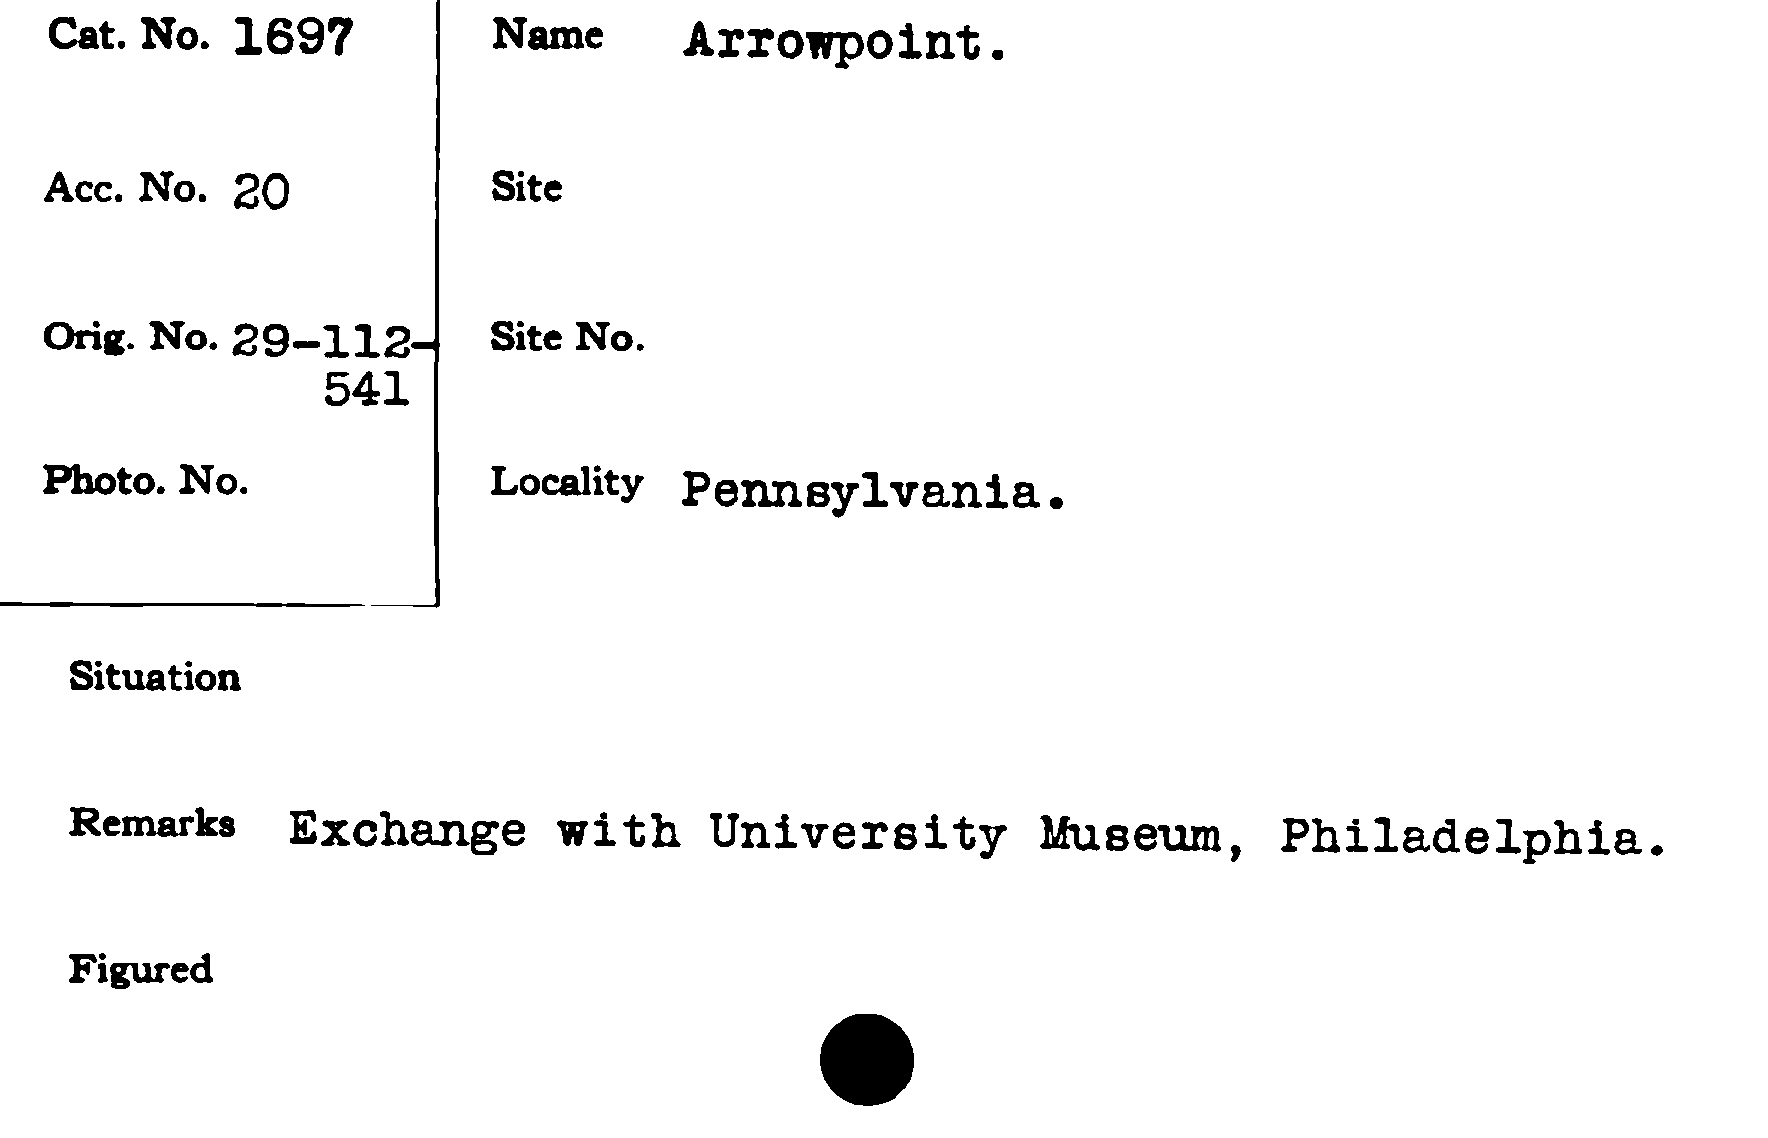 Cat. No. 1697
Name Arrowpoint.
Acc. No. 20
Site
Orig. No. 29-112-
541
Site No.
Photo. No.
Locality Pennsylvania.
Situation
Remarks Exchange with University Museum, Philadelphia.
Figured